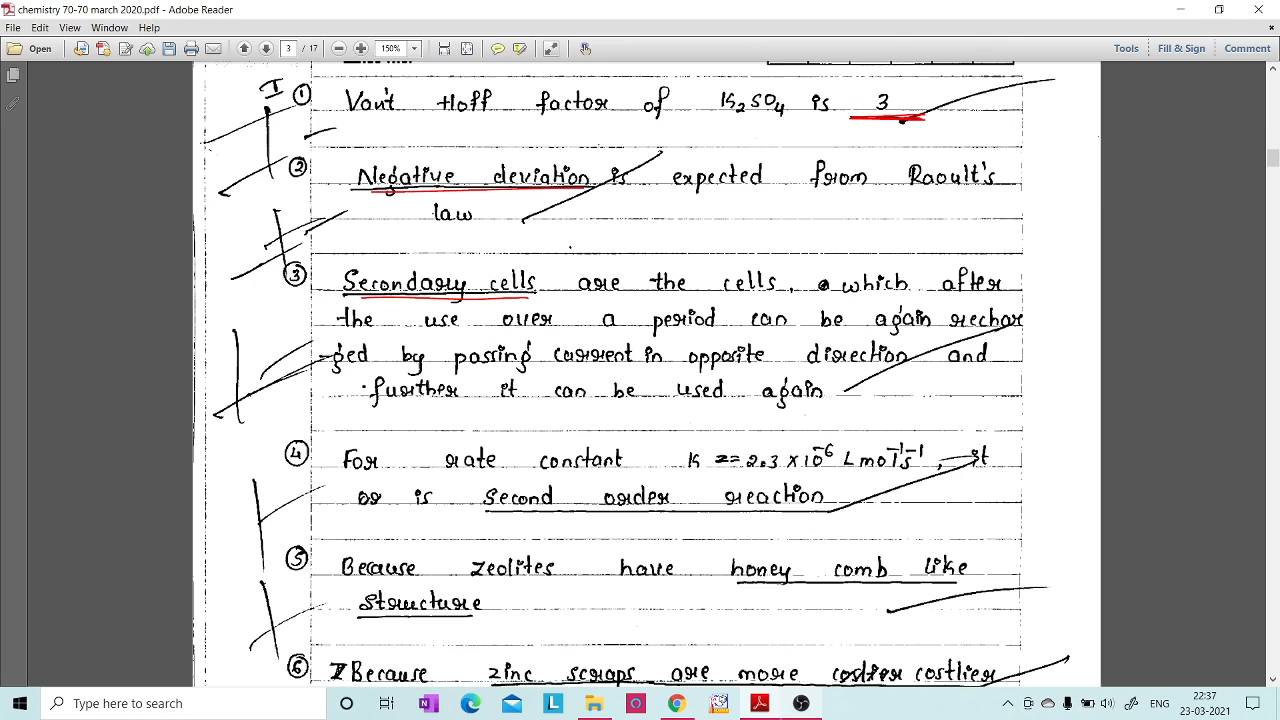 chemistry 70-70 march 2020.pdf - Adobe Reader
File Edit View Window Help
Open 3 / 17 150% Tools Fill & Sign Comment
I
① Van't Hoff factor of K2SO4 is 3
② Negative deviation is expected from Raoult's
law
③ Secondary cells are the cells, which after
the use over a period can be again rechar
-ged by passing current in opposite direction and
further it can be used again
④ For rate constant k = 2.3 x 10^-6 L mol^-1 s^-1, it
is Second order reaction
⑤ Because zeolites have honey comb like
structure
⑥ Because zinc scraps are more costlier costlier
Type here to search
ENG
22:37
23-03-2021